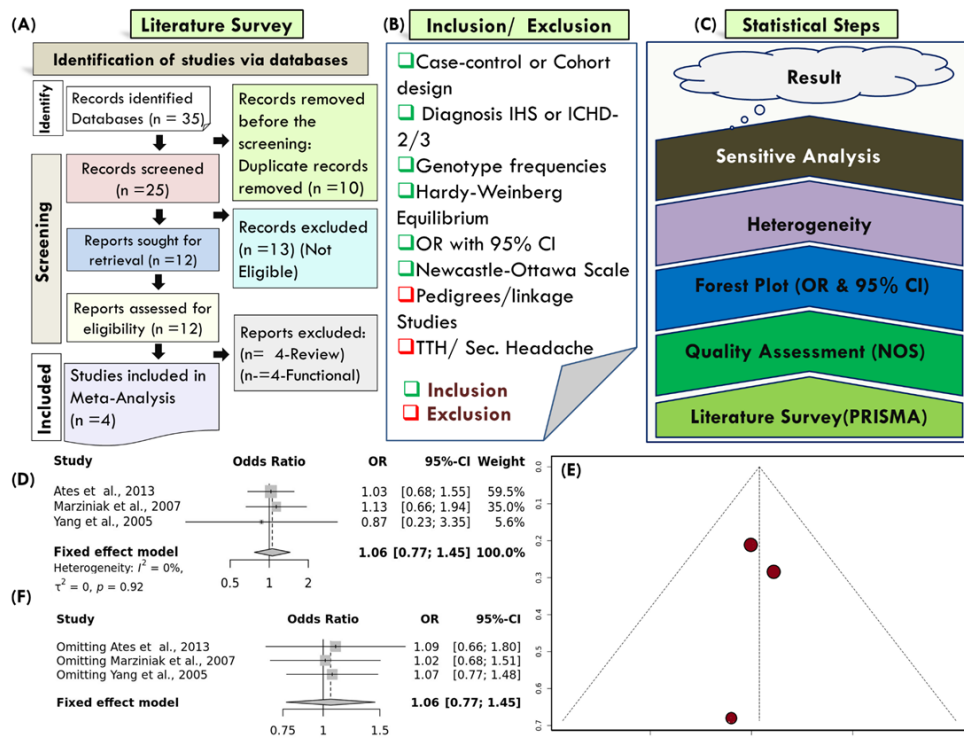 (A)
Literature Survey
Identification of studies via databases
Identify
Records identified
Databases (n = 35)
Records removed
before the
screening:
Duplicate records
removed (n =10)
Screening
Records screened
(n =25)
Records excluded
(n =13) (Not
Eligible)
Reports sought for
retrieval (n =12)
Reports assessed for
eligibility (n =12)
Reports excluded:
(n= 4-Review)
(n-=4-Functional)
Included
Studies included in
Meta-Analysis
(n =4)
(B)
Inclusion/ Exclusion
Case-control or Cohort
design
Diagnosis IHS or ICHD-
2/3
Genotype frequencies
Hardy-Weinberg
Equilibrium
OR with 95% CI
Newcastle-Ottawa Scale
Pedigrees/linkage
Studies
TTH/ Sec. Headache
Inclusion
Exclusion
(C)
Statistical Steps
Result
Sensitive Analysis
Heterogeneity
Forest Plot (OR & 95% CI)
Quality Assessment (NOS)
Literature Survey(PRISMA)
(D)
Study Odds Ratio OR 95%-CI Weight
Ates et al., 2013 1.03 [0.68; 1.55] 59.5%
Marziniak et al., 2007 1.13 [0.66; 1.94] 35.0%
Yang et al., 2005 0.87 [0.23; 3.35] 5.6%
Fixed effect model 1.06 [0.77; 1.45] 100.0%
Heterogeneity: I² = 0%,
τ² = 0, p = 0.92
0.5 1 2
(F)
Study Odds Ratio OR 95%-CI
Omitting Ates et al., 2013 1.09 [0.66; 1.80]
Omitting Marziniak et al., 2007 1.02 [0.68; 1.51]
Omitting Yang et al., 2005 1.07 [0.77; 1.48]
Fixed effect model 1.06 [0.77; 1.45]
0.75 1 1.5
(E)
0.0
0.1
0.2
0.3
0.4
0.5
0.6
0.7